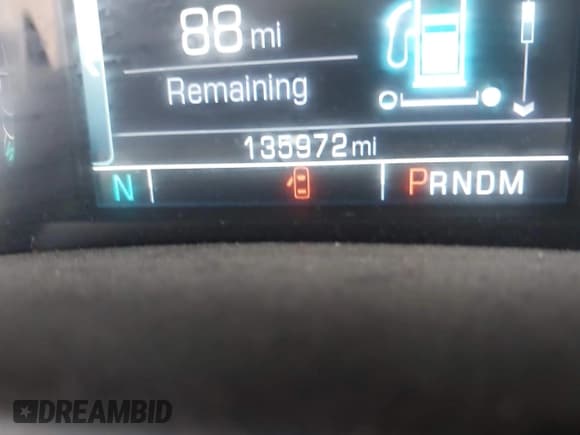 88 mi
Remaining
135972 mi
N PRNDM
DREAMBID